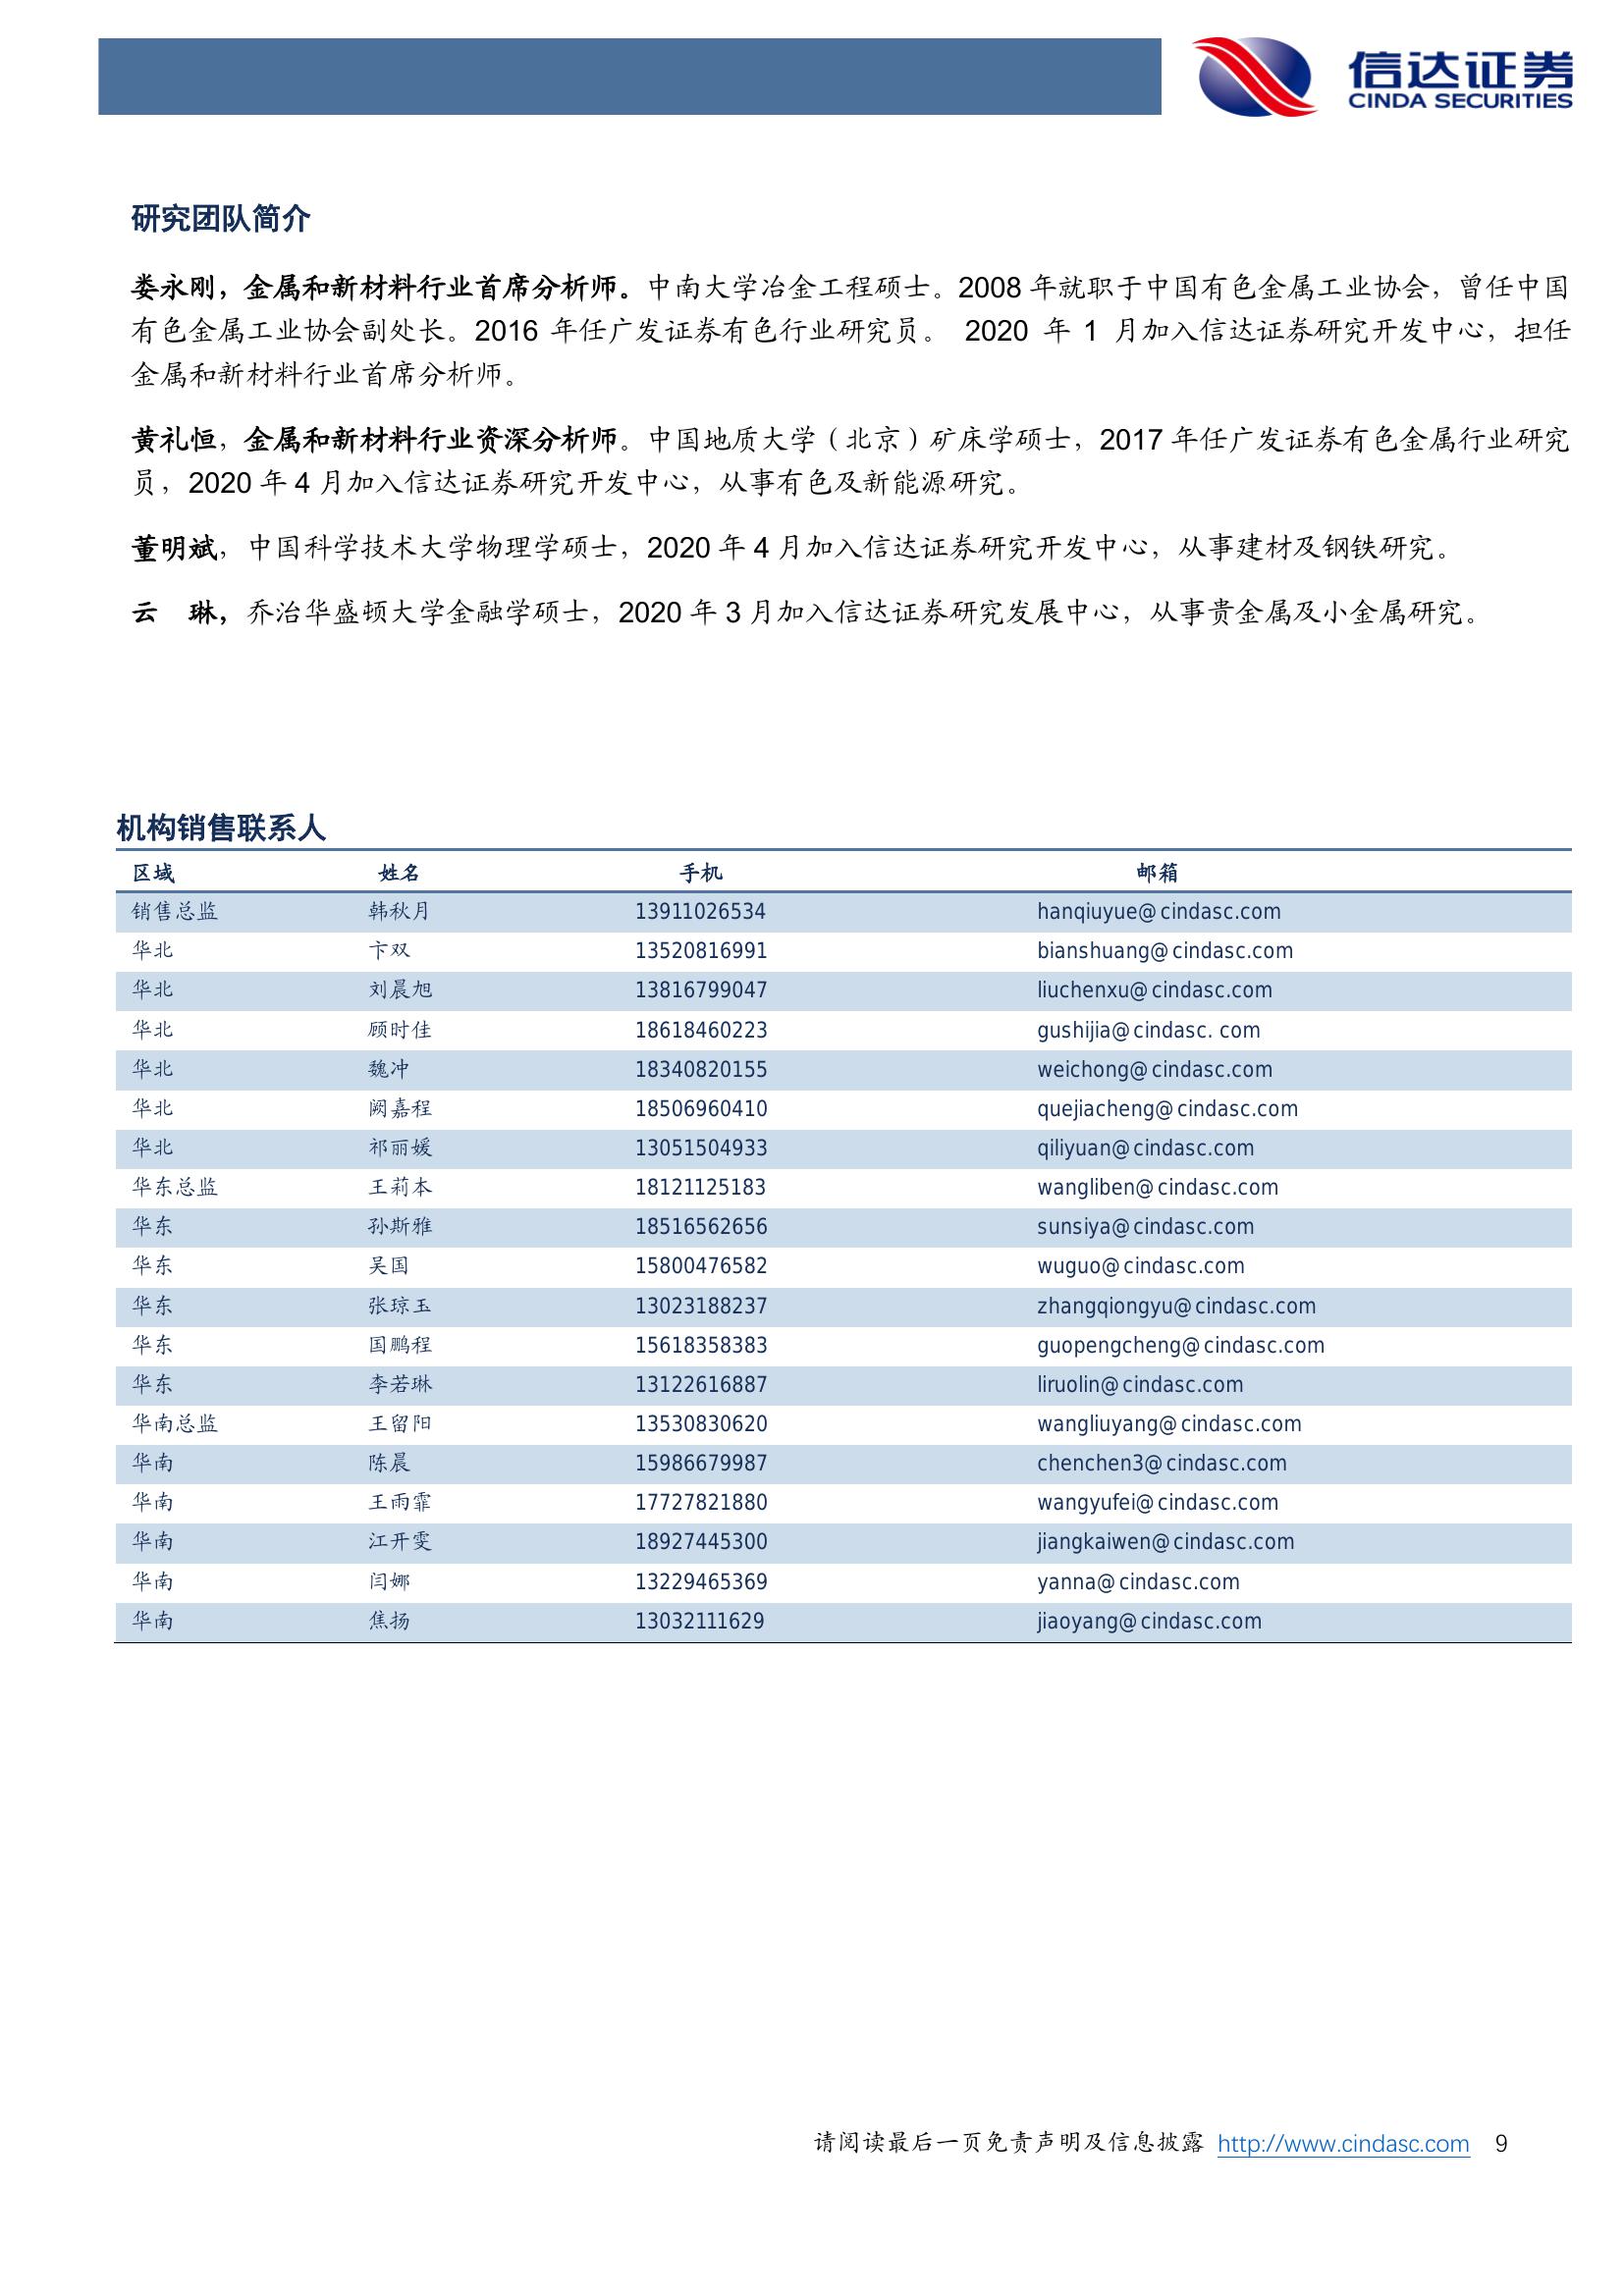 信达证券
CINDA SECURITIES
研究团队简介
娄永刚，金属和新材料行业首席分析师。中南大学冶金工程硕士。2008 年就职于中国有色金属工业协会，曾任中国
有色金属工业协会副处长。2016 年任广发证券有色行业研究员。 2020 年 1 月加入信达证券研究开发中心，担任
金属和新材料行业首席分析师。
黄礼恒，金属和新材料行业资深分析师。中国地质大学（北京）矿床学硕士，2017 年任广发证券有色金属行业研究
员，2020 年 4 月加入信达证券研究开发中心，从事有色及新能源研究。
董明斌，中国科学技术大学物理学硕士，2020 年 4 月加入信达证券研究开发中心，从事建材及钢铁研究。
云　琳，乔治华盛顿大学金融学硕士，2020 年 3 月加入信达证券研究发展中心，从事贵金属及小金属研究。
机构销售联系人
区域 姓名 手机 邮箱
销售总监 韩秋月 13911026534 hanqiuyue@cindasc.com
华北 卞双 13520816991 bianshuang@cindasc.com
华北 刘晨旭 13816799047 liuchenxu@cindasc.com
华北 顾时佳 18618460223 gushijia@cindasc. com
华北 魏冲 18340820155 weichong@cindasc.com
华北 阙嘉程 18506960410 quejiacheng@cindasc.com
华北 祁丽媛 13051504933 qiliyuan@cindasc.com
华东总监 王莉本 18121125183 wangliben@cindasc.com
华东 孙斯雅 18516562656 sunsiya@cindasc.com
华东 吴国 15800476582 wuguo@cindasc.com
华东 张琼玉 13023188237 zhangqiongyu@cindasc.com
华东 国鹏程 15618358383 guopengcheng@cindasc.com
华东 李若琳 13122616887 liruolin@cindasc.com
华南总监 王留阳 13530830620 wangliuyang@cindasc.com
华南 陈晨 15986679987 chenchen3@cindasc.com
华南 王雨霏 17727821880 wangyufei@cindasc.com
华南 江开雯 18927445300 jiangkaiwen@cindasc.com
华南 闫娜 13229465369 yanna@cindasc.com
华南 焦扬 13032111629 jiaoyang@cindasc.com
请阅读最后一页免责声明及信息披露 http://www.cindasc.com 9